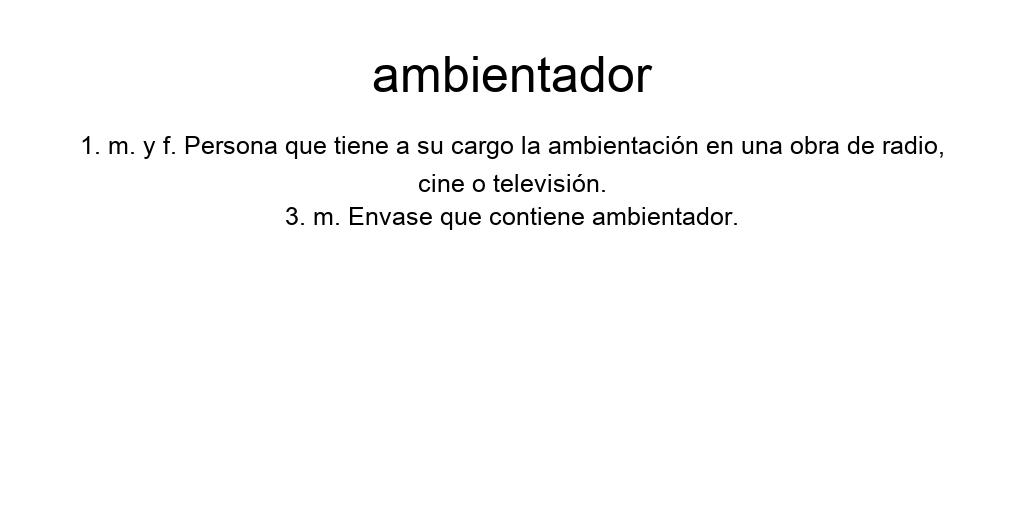 ambientador
1. m. y f. Persona que tiene a su cargo la ambientación en una obra de radio,
cine o televisión.
3. m. Envase que contiene ambientador.